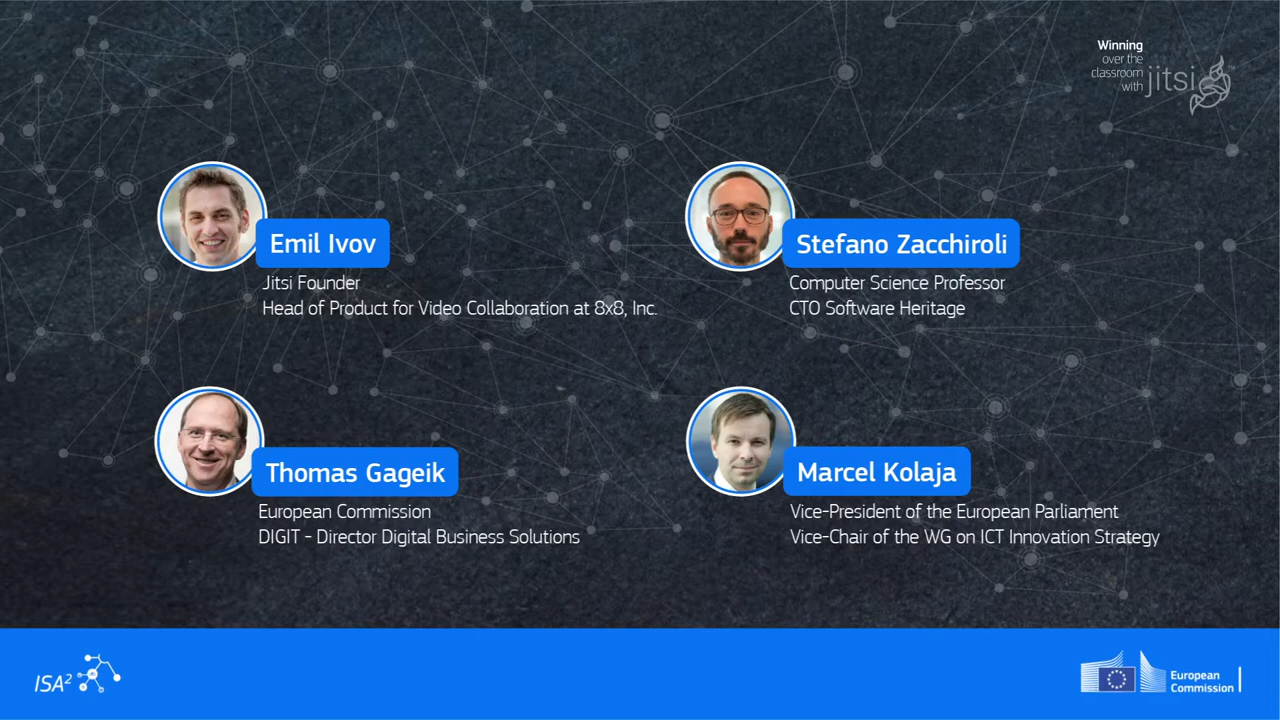 Winning
over the
classroom
with jitsi
Emil Ivov
Jitsi Founder
Head of Product for Video Collaboration at 8x8, Inc.
Stefano Zacchiroli
Computer Science Professor
CTO Software Heritage
Thomas Gageik
European Commission
DIGIT - Director Digital Business Solutions
Marcel Kolaja
Vice-President of the European Parliament
Vice-Chair of the WG on ICT Innovation Strategy
ISA²
European
Commission